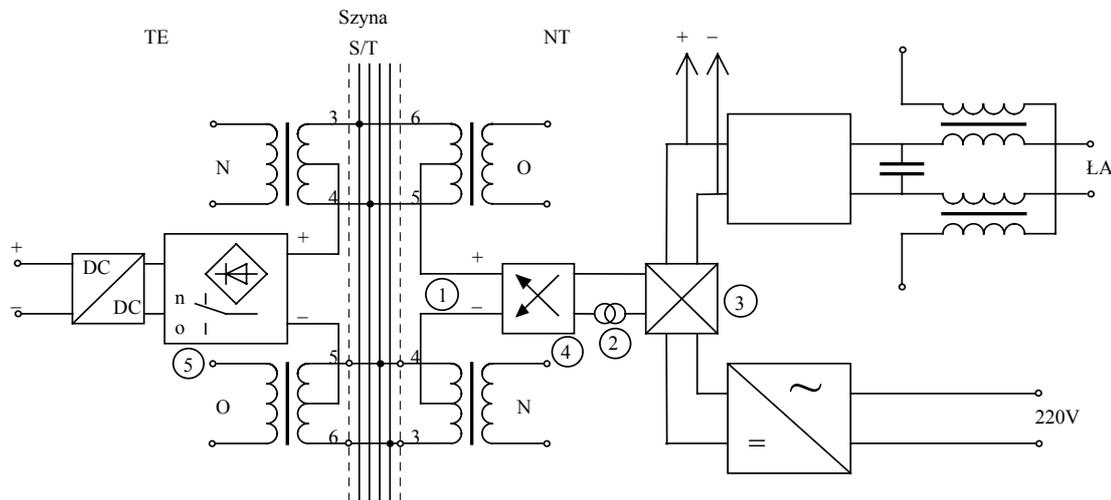 Szyna
TE
S/T
NT
+ −
3 6
N
O
4 5
ŁA
+
+
+
DC
DC
n
o
−
−
−
1
2
3
4
5
5 4
O
N
6 3
~
=
220V